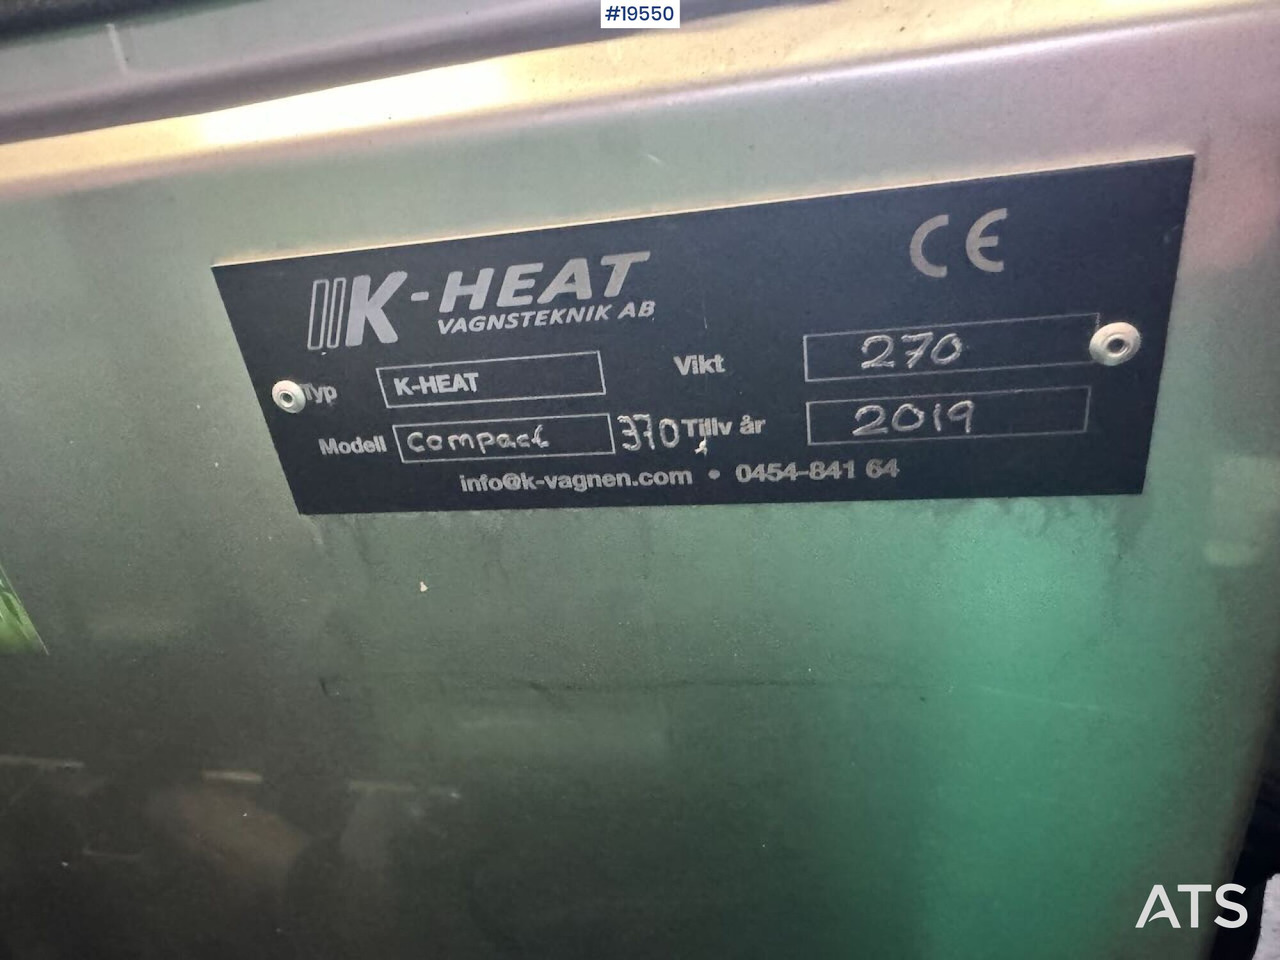 #19550
K-HEAT
VAGNSTEKNIK AB
CE
Typ K-HEAT
Vikt 270
Modell Compact 370
Tillv år 2019
info@k-vagnen.com • 0454-841 64
ATS